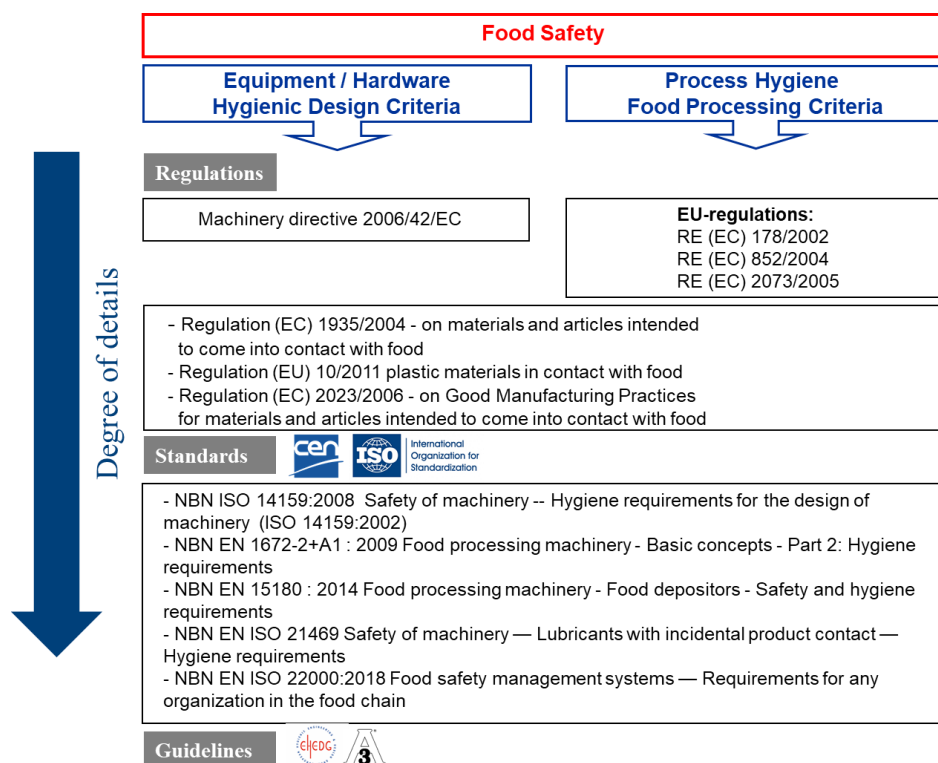 Food Safety
Equipment / Hardware
Hygienic Design Criteria
Process Hygiene
Food Processing Criteria
Degree of details
Regulations
Machinery directive 2006/42/EC
EU-regulations:
RE (EC) 178/2002
RE (EC) 852/2004
RE (EC) 2073/2005
- Regulation (EC) 1935/2004 - on materials and articles intended
to come into contact with food
- Regulation (EU) 10/2011 plastic materials in contact with food
- Regulation (EC) 2023/2006 - on Good Manufacturing Practices
for materials and articles intended to come into contact with food
Standards
cen
ISO
International
Organization for
Standardization
- NBN ISO 14159:2008 Safety of machinery -- Hygiene requirements for the design of
machinery (ISO 14159:2002)
- NBN EN 1672-2+A1 : 2009 Food processing machinery - Basic concepts - Part 2: Hygiene
requirements
- NBN EN 15180 : 2014 Food processing machinery - Food depositors - Safety and hygiene
requirements
- NBN EN ISO 21469 Safety of machinery — Lubricants with incidental product contact —
Hygiene requirements
- NBN EN ISO 22000:2018 Food safety management systems — Requirements for any
organization in the food chain
Guidelines
EHEDG
A
3